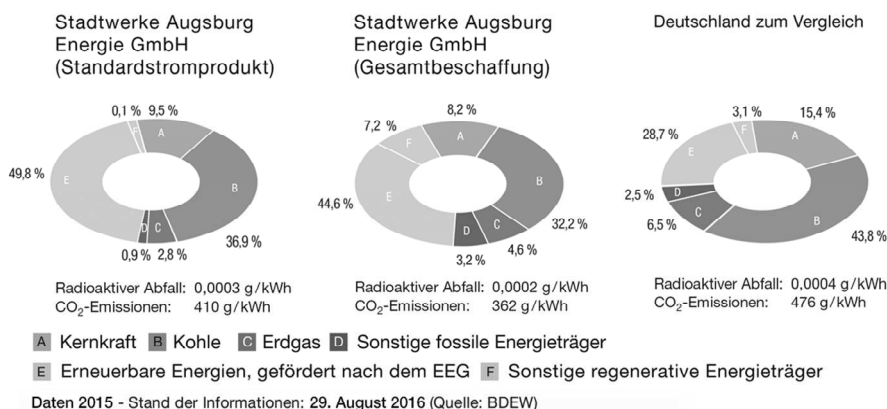 Stadtwerke Augsburg
Energie GmbH
(Standardstromprodukt)
0,1 % 9,5 %
F A
49,8 % E
B
D C
0,9 % 2,8 %
36,9 %
Radioaktiver Abfall: 0,0003 g/kWh
CO₂-Emissionen: 410 g/kWh
Stadtwerke Augsburg
Energie GmbH
(Gesamtbeschaffung)
8,2 %
7,2 % F A
E B
44,6 %
D C
32,2 %
4,6 %
3,2 %
Radioaktiver Abfall: 0,0002 g/kWh
CO₂-Emissionen: 362 g/kWh
Deutschland zum Vergleich
3,1 % 15,4 %
F A
28,7 % E
2,5 % D
6,5 % C
B
43,8 %
Radioaktiver Abfall: 0,0004 g/kWh
CO₂-Emissionen: 476 g/kWh
A Kernkraft B Kohle C Erdgas D Sonstige fossile Energieträger
E Erneuerbare Energien, gefördert nach dem EEG F Sonstige regenerative Energieträger
Daten 2015 - Stand der Informationen: 29. August 2016 (Quelle: BDEW)